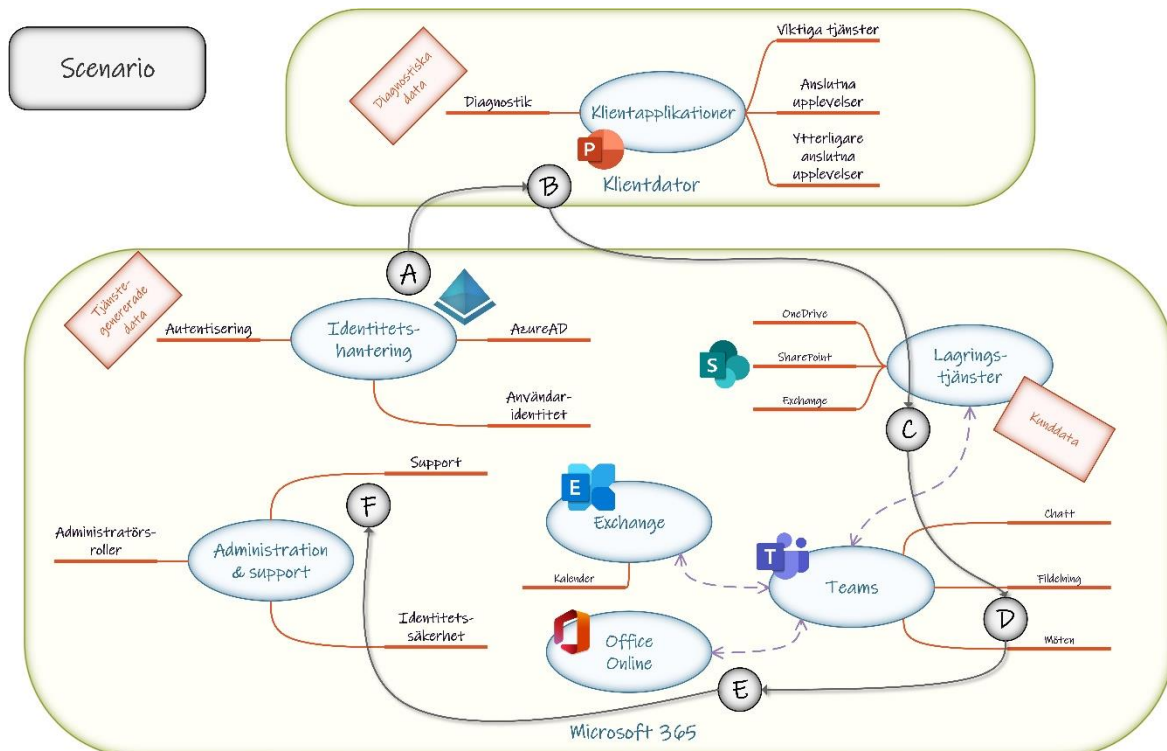 Scenario
Diagnostiska
data
Diagnostik
Klientapplikationer
P
Klientdator
Viktiga tjänster
Anslutna
upplevelser
Ytterligare
anslutna
upplevelser
B
A
Tjänste-
genererade
data
Autentisering
Identitets-
hantering
AzureAD
Användar-
identitet
OneDrive
SharePoint
Exchange
S
Lagrings-
tjänster
Kunddata
C
Support
F
Administratörs-
roller
Administration
& support
Identitets-
säkerhet
E
Exchange
Kalender
T
Teams
Chatt
Fildelning
Möten
D
Office
Online
E
Microsoft 365